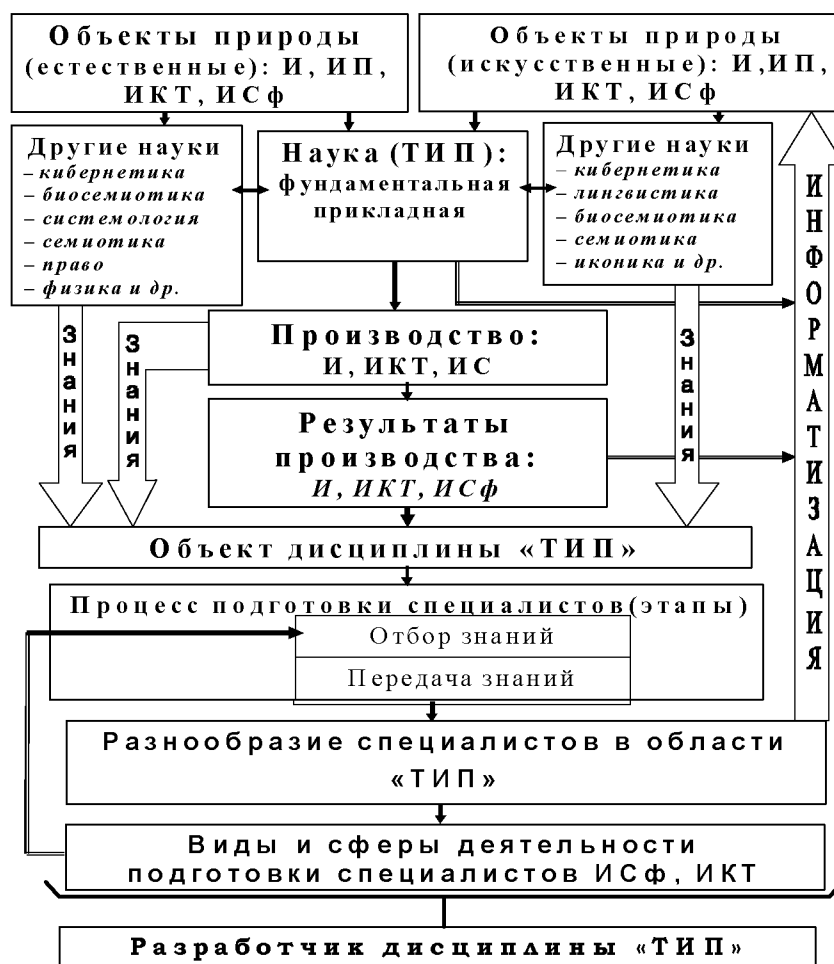 Объекты природы
(естественные): И, ИП,
ИКТ, ИСф
Объекты природы
(искусственные): И,ИП,
ИКТ, ИСф
Другие науки
– кибернетика
– биосемиотика
– системология
– семиотика
– право
– физика и др.
Наука (ТИП):
фундаментальная
прикладная
Другие науки
– кибернетика
– лингвистика
– биосемиотика
– семиотика
– иконика и др.
ИНФОРМАТИЗАЦИЯ
Знания
Знания
Знания
Производство:
И, ИКТ, ИС
Результаты
производства:
И, ИКТ, ИСф
Объект дисциплины «ТИП»
Процесс подготовки специалистов(этапы)
Отбор знаний
Передача знаний
Разнообразие специалистов в области
«ТИП»
Виды и сферы деятельности
подготовки специалистов ИСф, ИКТ
Разработчик дисциплины «ТИП»